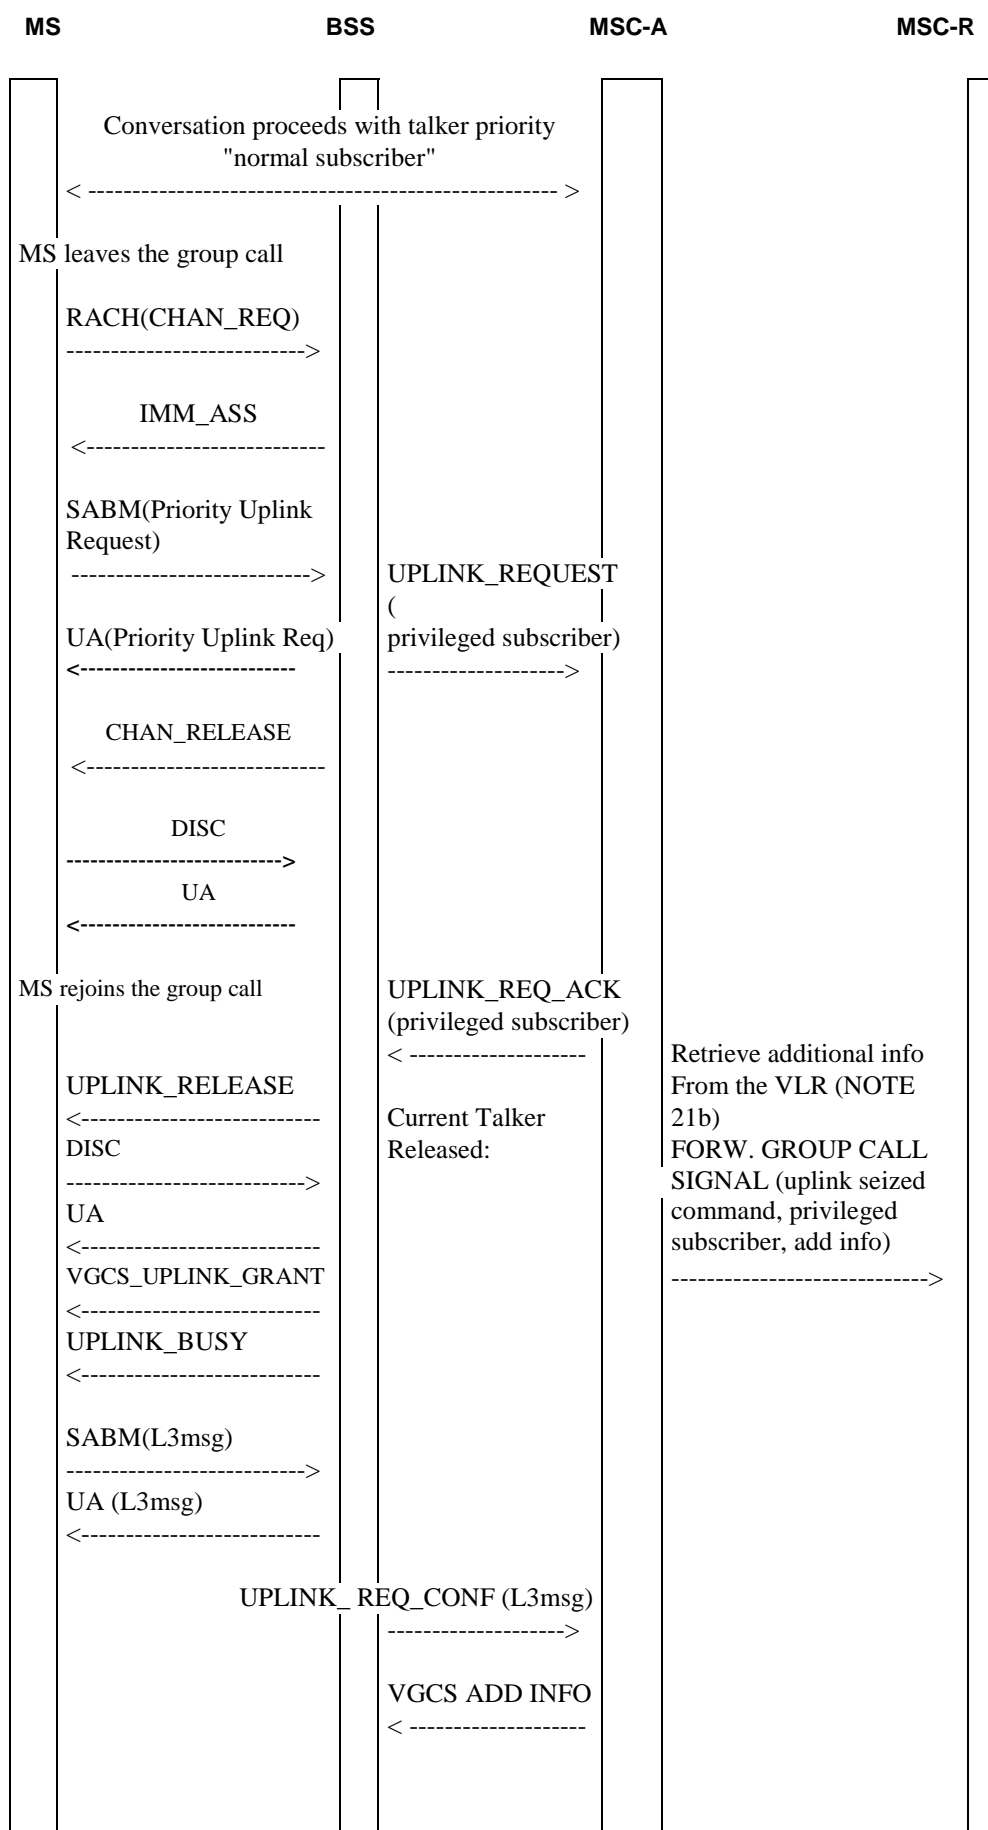 MS BSS MSC-A MSC-R
Conversation proceeds with talker priority
"normal subscriber"
< ----------------------------------------------------- >
MS leaves the group call
RACH(CHAN_REQ)
--------------------------->
IMM_ASS
<---------------------------
SABM(Priority Uplink
Request)
--------------------------->
UPLINK_REQUEST
(
privileged subscriber)
-------------------->
UA(Priority Uplink Req)
<---------------------------
CHAN_RELEASE
<---------------------------
DISC
--------------------------->
UA
<---------------------------
MS rejoins the group call
UPLINK_REQ_ACK
(privileged subscriber)
< --------------------
Retrieve additional info
From the VLR (NOTE
21b)
FORW. GROUP CALL
SIGNAL (uplink seized
command, privileged
subscriber, add info)
----------------------------->
UPLINK_RELEASE
<---------------------------
Current Talker
Released:
DISC
--------------------------->
UA
<---------------------------
VGCS_UPLINK_GRANT
<---------------------------
UPLINK_BUSY
<---------------------------
SABM(L3msg)
--------------------------->
UA (L3msg)
<---------------------------
UPLINK_ REQ_CONF (L3msg)
-------------------->
VGCS ADD INFO
< --------------------